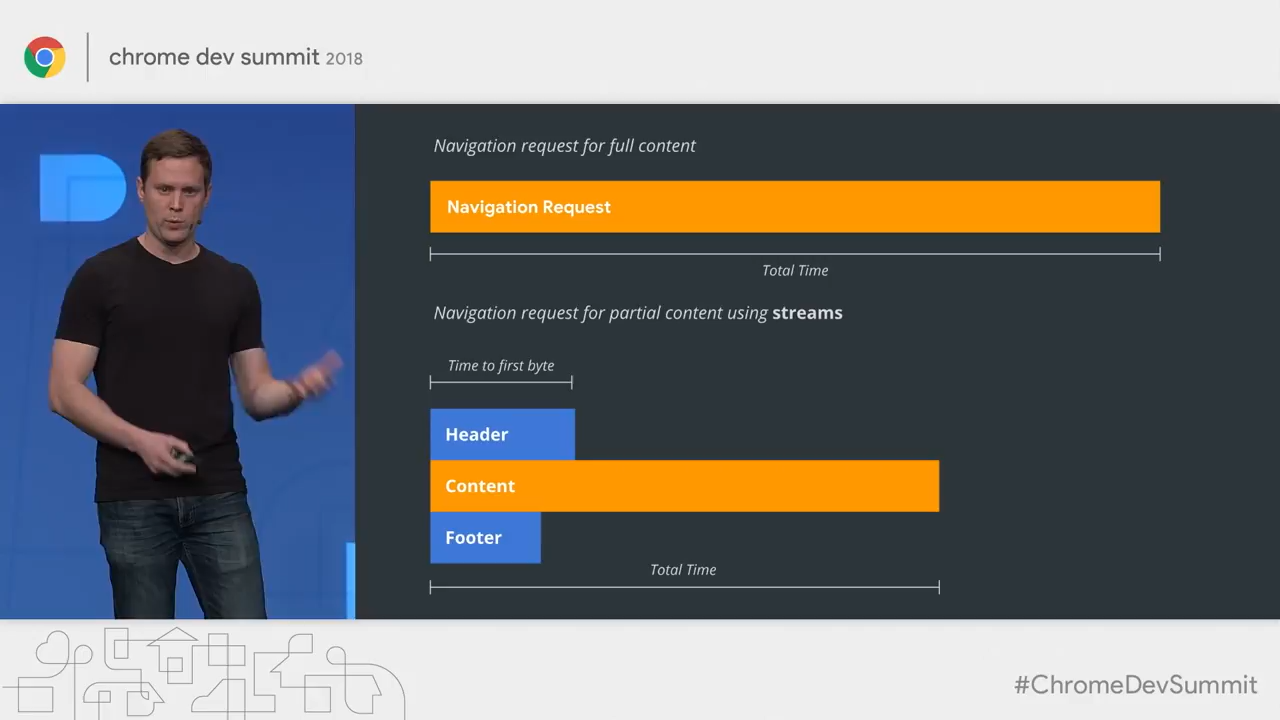 chrome dev summit 2018
Navigation request for full content
Navigation Request
Total Time
Navigation request for partial content using streams
Time to first byte
Header
Content
Footer
Total Time
#ChromeDevSummit